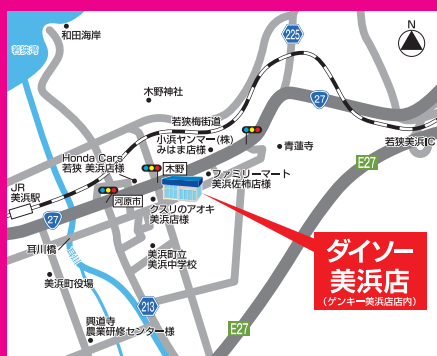 和田海岸
若狭湾
225
N
木野神社
27
若狭梅街道
小浜ヤンマー(株)
みはま店様
青蓮寺
若狭美浜IC
Honda Cars
若狭 美浜店様
木野
E27
ファミリーマート
美浜佐柿店様
JR
美浜駅
河原市
クスリのアオキ
美浜店様
27
耳川橋
耳川
美浜町立
美浜中学校
ダイソー
美浜店
(ゲンキー美浜店店内)
美浜町役場
213
興道寺
農業研修センター様
E27